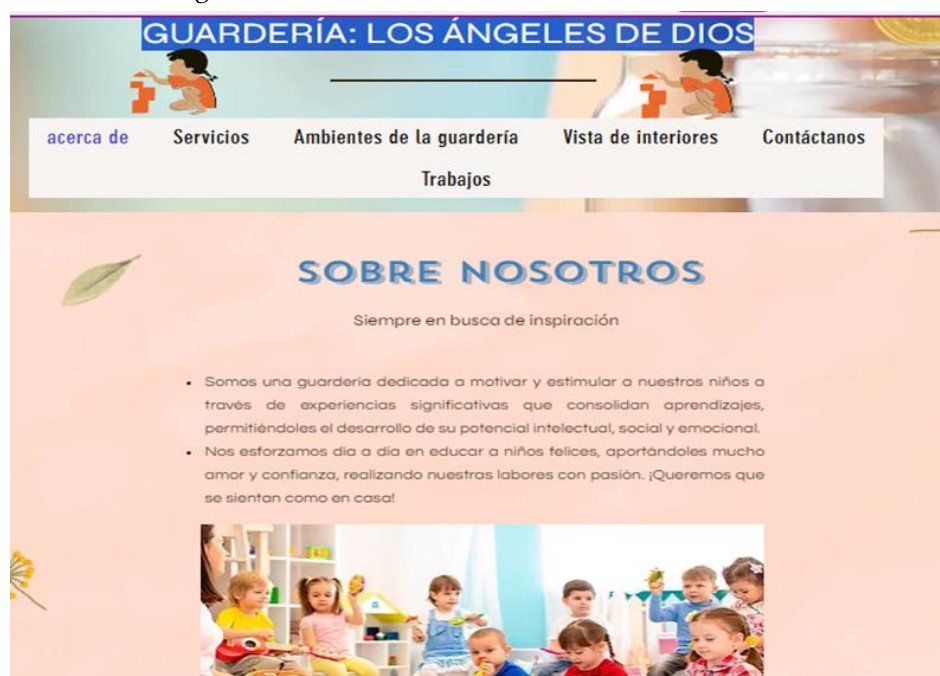 GUARDERÍA: LOS ÁNGELES DE DIOS
acerca de Servicios Ambientes de la guardería Vista de interiores Contáctanos
Trabajos
SOBRE NOSOTROS
Siempre en busca de inspiración
• Somos una guardería dedicada a motivar y estimular a nuestros niños a
través de experiencias significativas que consolidan aprendizajes,
permitiéndoles el desarrollo de su potencial intelectual, social y emocional.
• Nos esforzamos día a día en educar a niños felices, aportándoles mucho
amor y confianza, realizando nuestras labores con pasión. ¡Queremos que
se sientan como en casa!